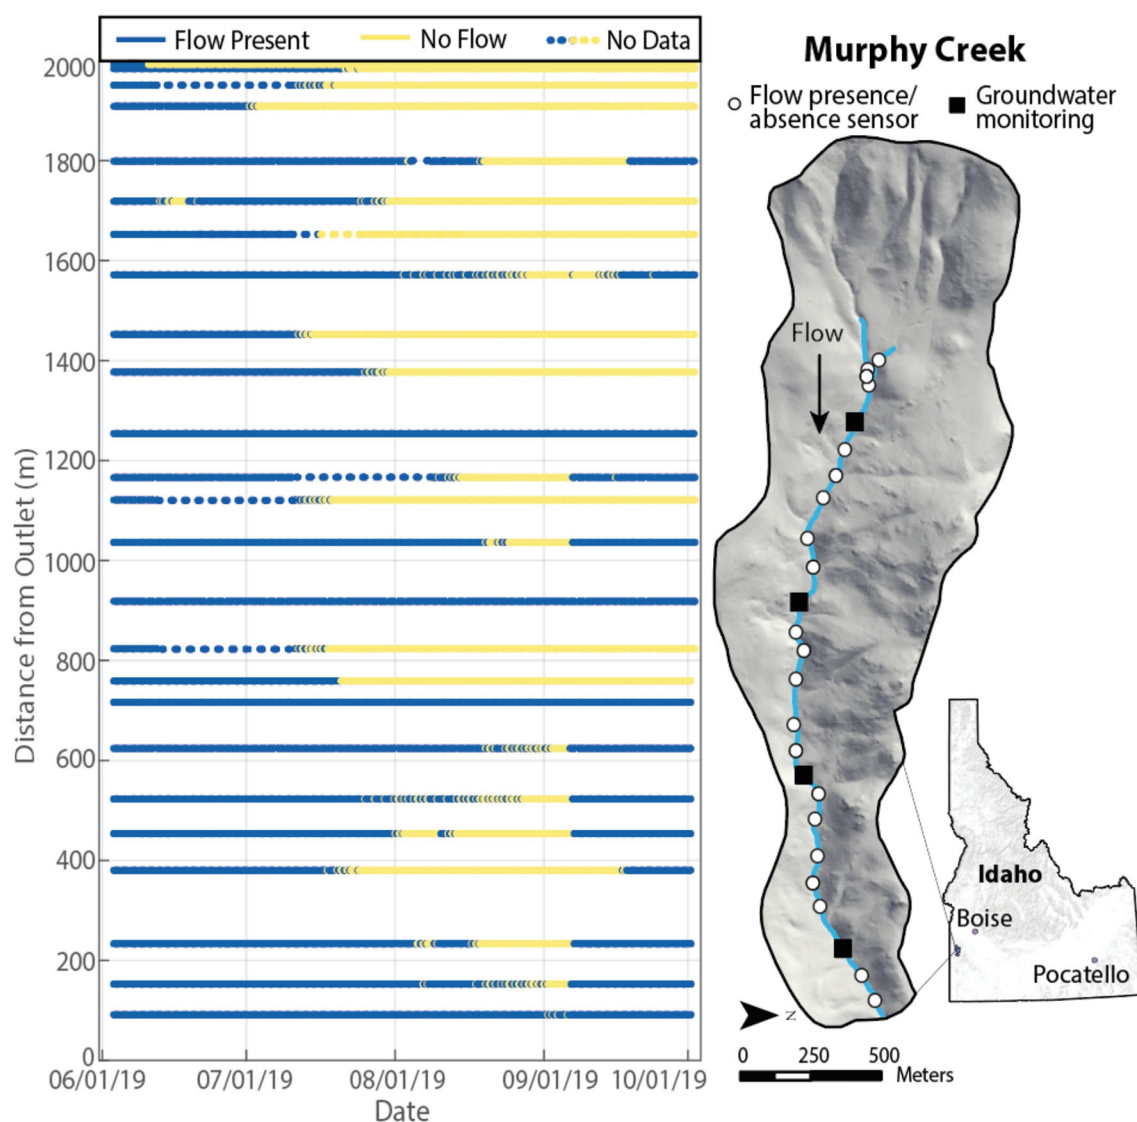 Flow Present No Flow No Data
2000
1800
1600
1400
1200
1000
800
600
400
200
0
Distance from Outlet (m)
06/01/19 07/01/19 08/01/19 09/01/19 10/01/19
Date
Murphy Creek
Flow presence/
absence sensor
Groundwater
monitoring
Flow
Idaho
Boise
Pocatello
N
0 250 500
Meters